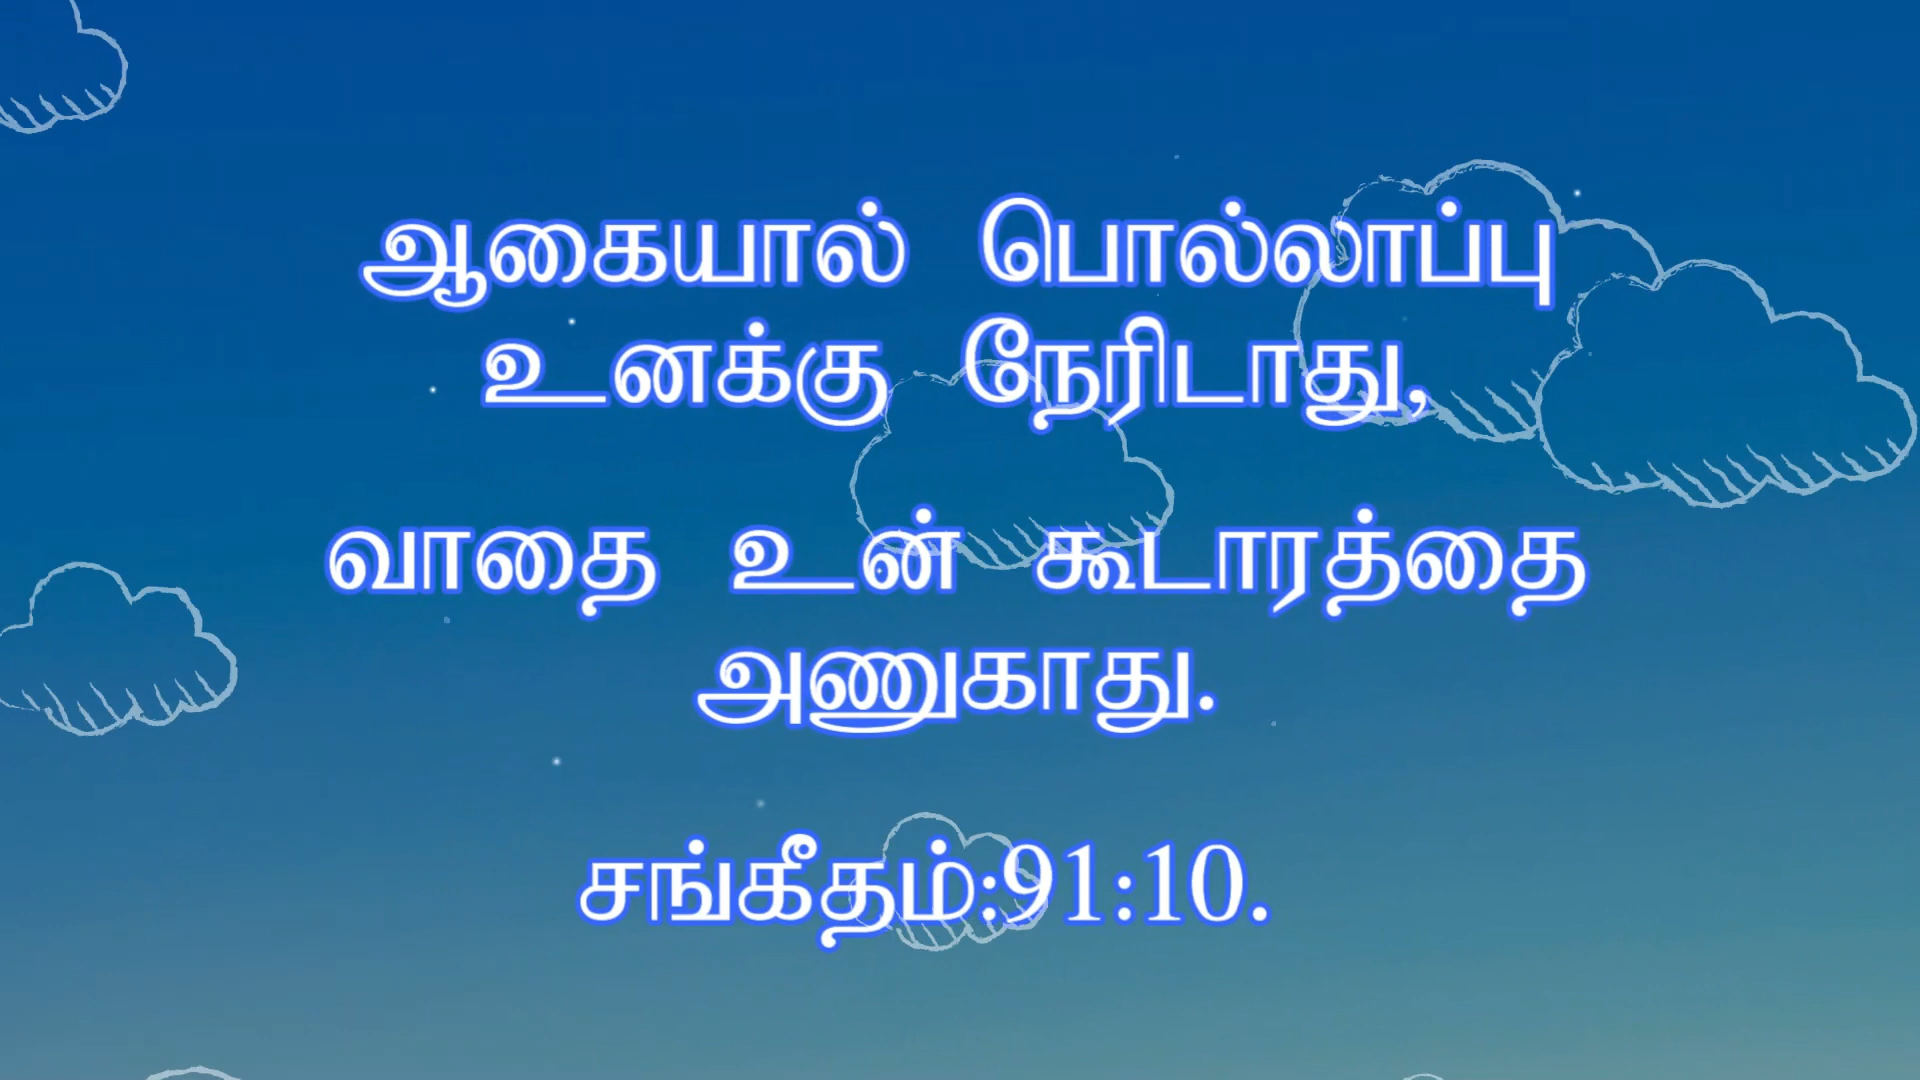 ஆகையால் பொல்லாப்பு
உனக்கு நேரிடாது,
வாதை உன் கூடாரத்தை
அணுகாது.
சங்கீதம்:91:10.